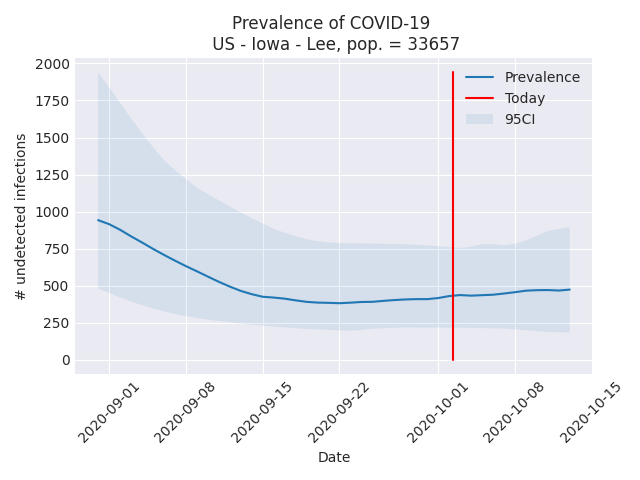 Prevalence of COVID-19
US - Iowa - Lee, pop. = 33657
2000
1750
1500
1250
1000
750
500
250
0
# undetected infections
Prevalence
Today
95CI
2020-09-01
2020-09-08
2020-09-15
2020-09-22
2020-10-01
2020-10-08
2020-10-15
Date